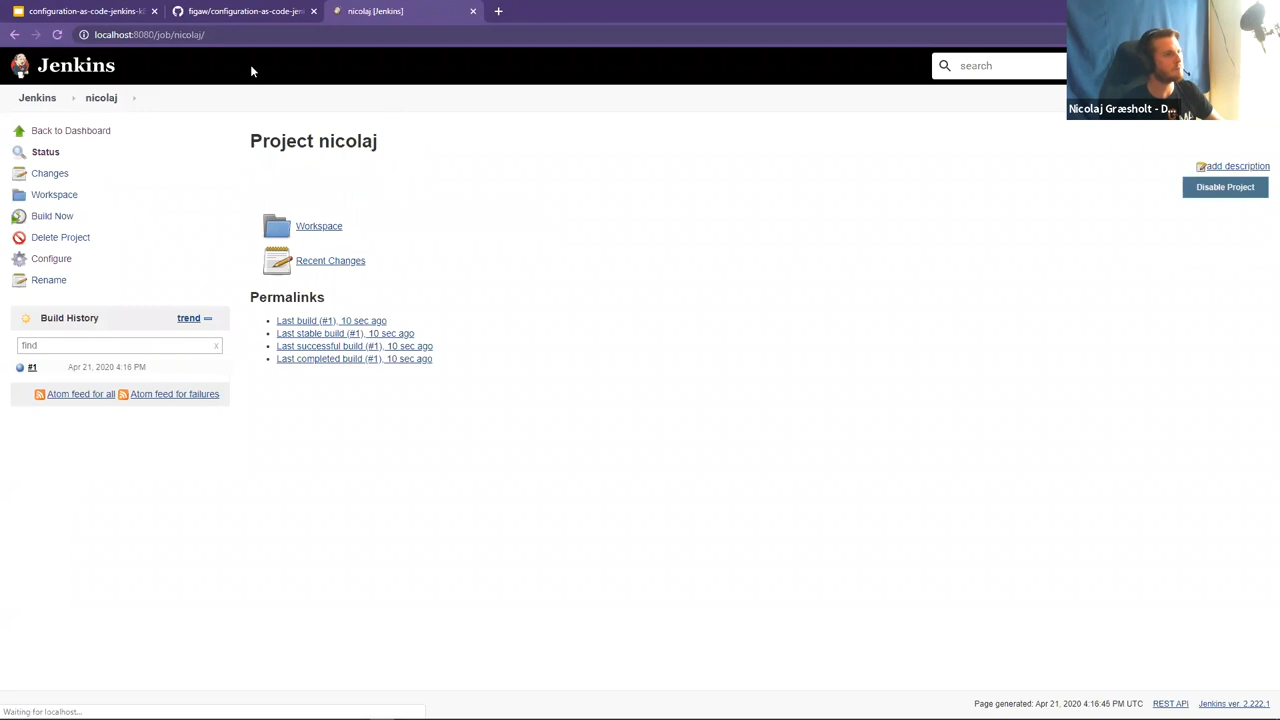 configuration-as-code-jenkins-k
figaw/configuration-as-code-jen
nicolaj [Jenkins]
localhost:8080/job/nicolaj/
Jenkins
search
Nicolaj Græsholt - D...
Jenkins
nicolaj
Back to Dashboard
Status
Changes
Workspace
Build Now
Delete Project
Configure
Rename
Build History
trend
find
x
#1
Apr 21, 2020 4:16 PM
Atom feed for all
Atom feed for failures
Project nicolaj
add description
Disable Project
Workspace
Recent Changes
Permalinks
Last build (#1), 10 sec ago
Last stable build (#1), 10 sec ago
Last successful build (#1), 10 sec ago
Last completed build (#1), 10 sec ago
Waiting for localhost...
Page generated: Apr 21, 2020 4:16:45 PM UTC
REST API
Jenkins ver. 2.222.1